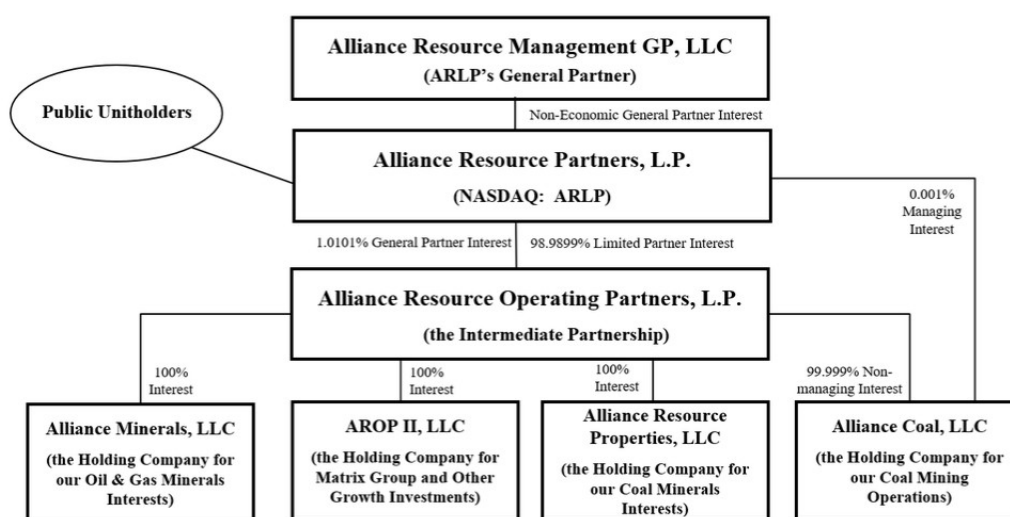 Alliance Resource Management GP, LLC
(ARLP's General Partner)
Public Unitholders
Non-Economic General Partner Interest
Alliance Resource Partners, L.P.
(NASDAQ: ARLP)
0.001%
Managing
Interest
1.0101% General Partner Interest
98.9899% Limited Partner Interest
Alliance Resource Operating Partners, L.P.
(the Intermediate Partnership)
100%
Interest
100%
Interest
100%
Interest
99.999% Non-
managing Interest
Alliance Minerals, LLC
(the Holding Company for
our Oil & Gas Minerals
Interests)
AROP II, LLC
(the Holding Company for
Matrix Group and Other
Growth Investments)
Alliance Resource
Properties, LLC
(the Holding Company for
our Coal Minerals
Interests)
Alliance Coal, LLC
(the Holding Company for
our Coal Mining
Operations)